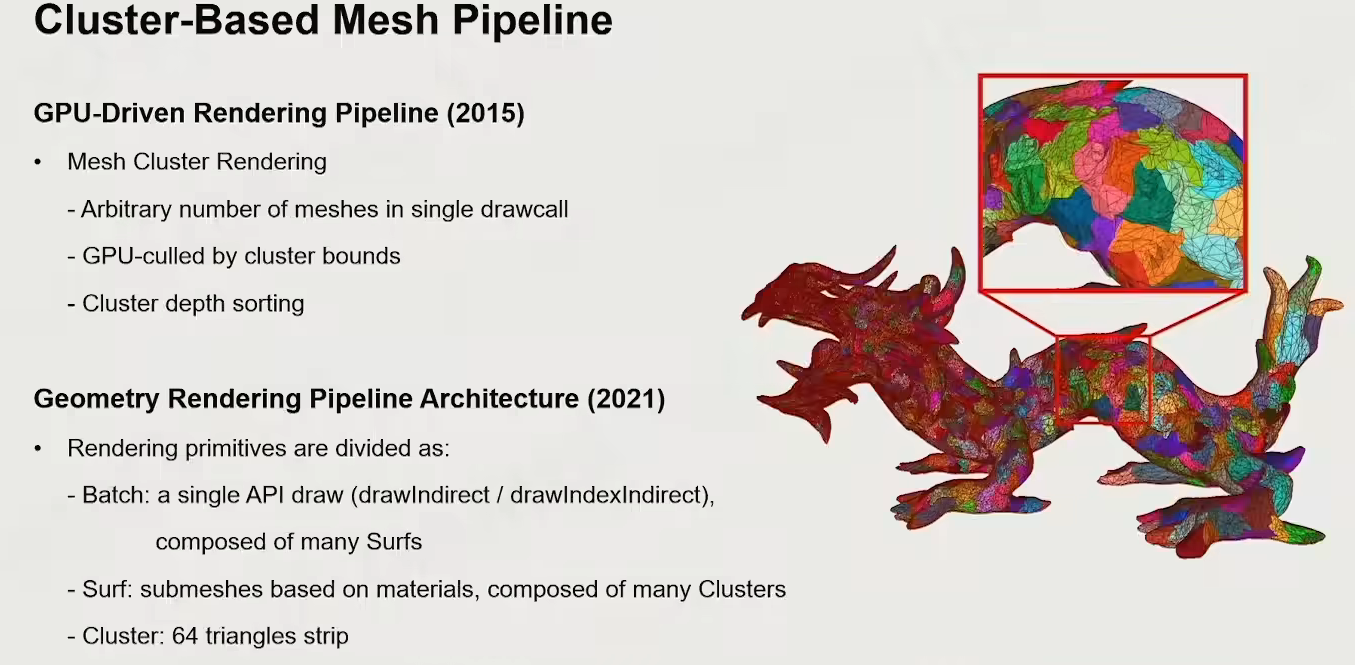 Cluster-Based Mesh Pipeline
GPU-Driven Rendering Pipeline (2015)
• Mesh Cluster Rendering
- Arbitrary number of meshes in single drawcall
- GPU-culled by cluster bounds
- Cluster depth sorting
Geometry Rendering Pipeline Architecture (2021)
• Rendering primitives are divided as:
- Batch: a single API draw (drawIndirect / drawIndexIndirect),
composed of many Surfs
- Surf: submeshes based on materials, composed of many Clusters
- Cluster: 64 triangles strip